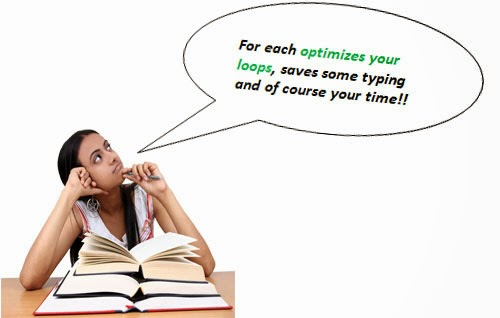 For each optimizes your
loops, saves some typing
and of course your time!!